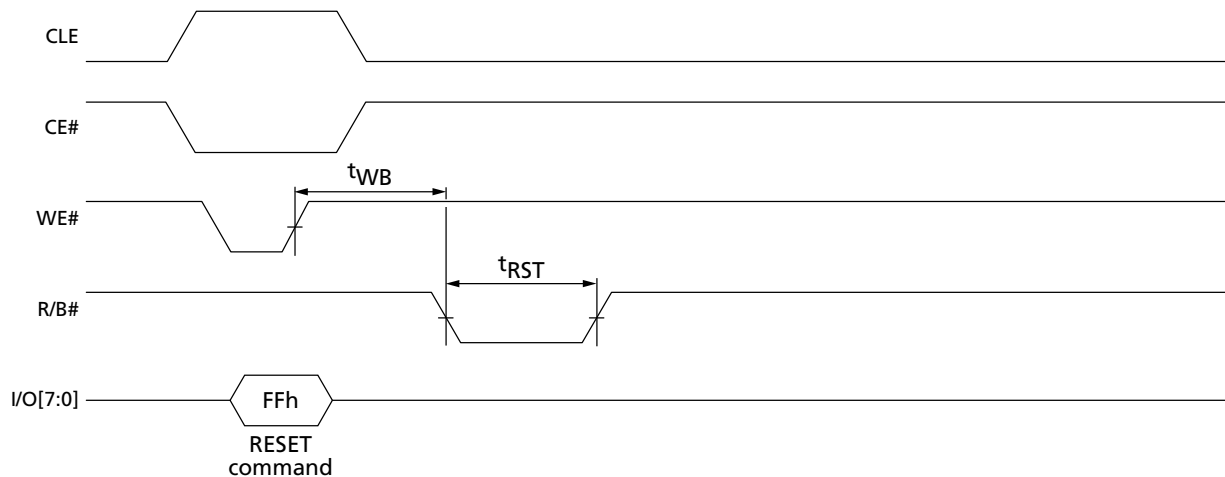 CLE
CE#
tWB
WE#
tRST
R/B#
I/O[7:0]
FFh
RESET
command